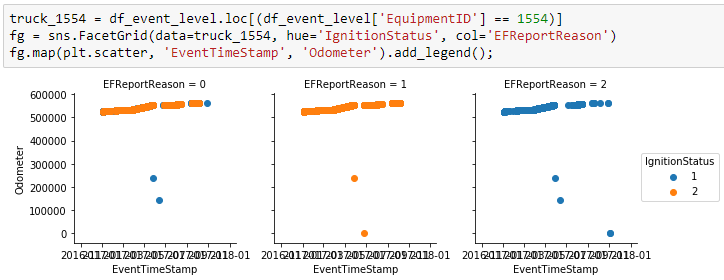 truck_1554 = df_event_level.loc[(df_event_level['EquipmentID'] == 1554)]
fg = sns.FacetGrid(data=truck_1554, hue='IgnitionStatus', col='EFReportReason')
fg.map(plt.scatter, 'EventTimeStamp', 'Odometer').add_legend();
EFReportReason = 0 EFReportReason = 1 EFReportReason = 2
600000
500000
400000
300000
200000
100000
0
Odometer
IgnitionStatus
1
2
EventTimeStamp EventTimeStamp EventTimeStamp